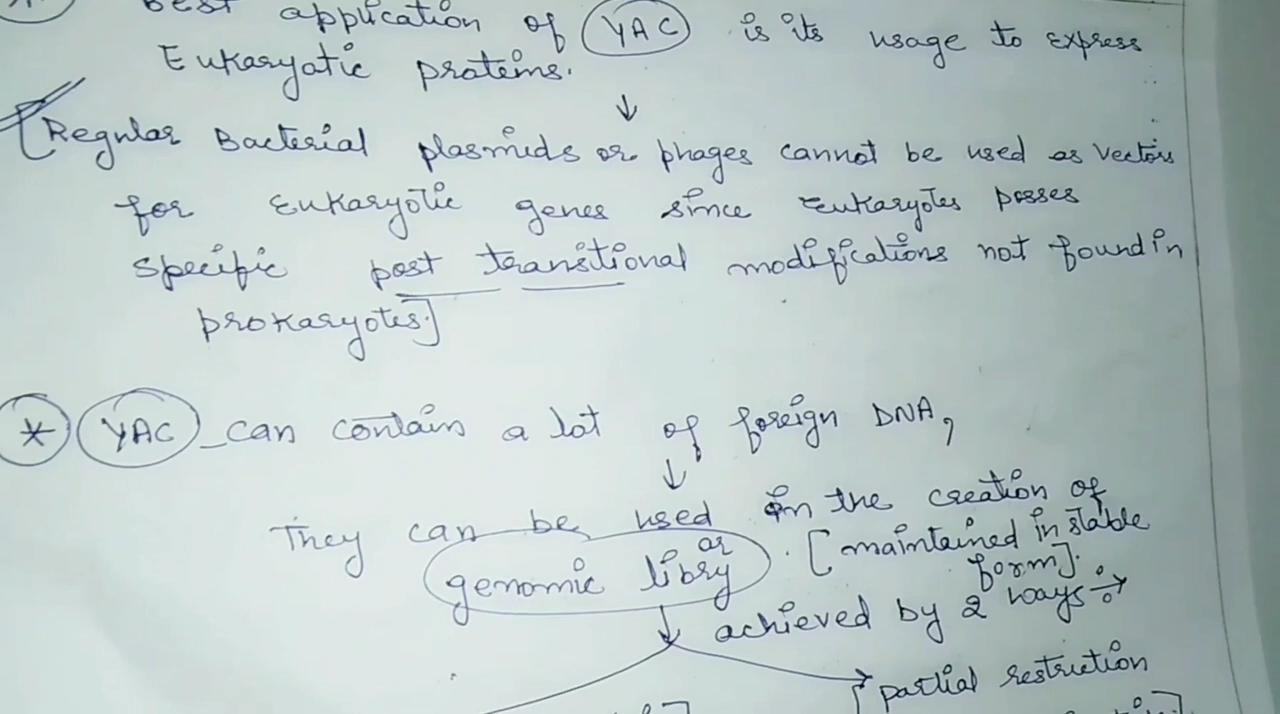 Best application of YAC is its usage to express
Eukaryotic proteins.
↓
[Regular Bacterial plasmids or phages cannot be used as vectors
for Eukaryotic genes since Eukaryotes posses
specific post transitional modifications not found in
prokaryotes.]
* YAC can contain a lot of foreign DNA,
↓
They can be used in the creation of
genomic library. [maintained in stable
form].
achieved by 2 ways ÷→
partial restriction